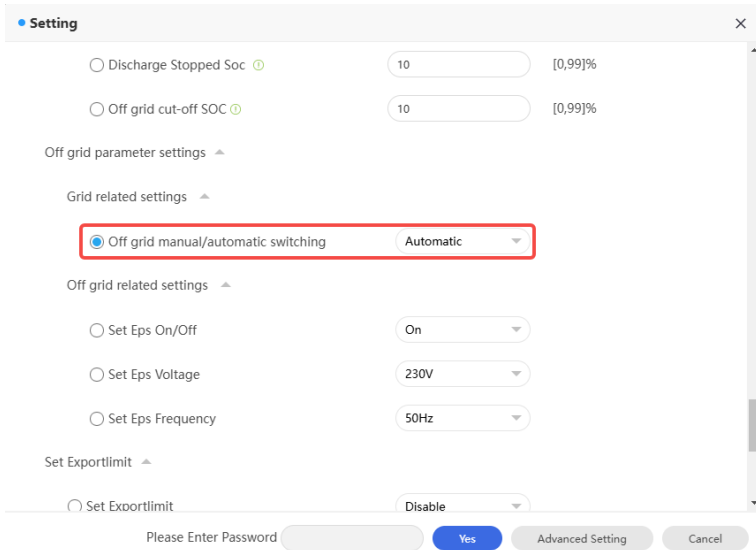 Setting
Discharge Stopped Soc 10 [0,99]%
Off grid cut-off SOC 10 [0,99]%
Off grid parameter settings
Grid related settings
Off grid manual/automatic switching Automatic
Off grid related settings
Set Eps On/Off On
Set Eps Voltage 230V
Set Eps Frequency 50Hz
Set Exportlimit
Set Exportlimit Disable
Please Enter Password Yes Advanced Setting Cancel